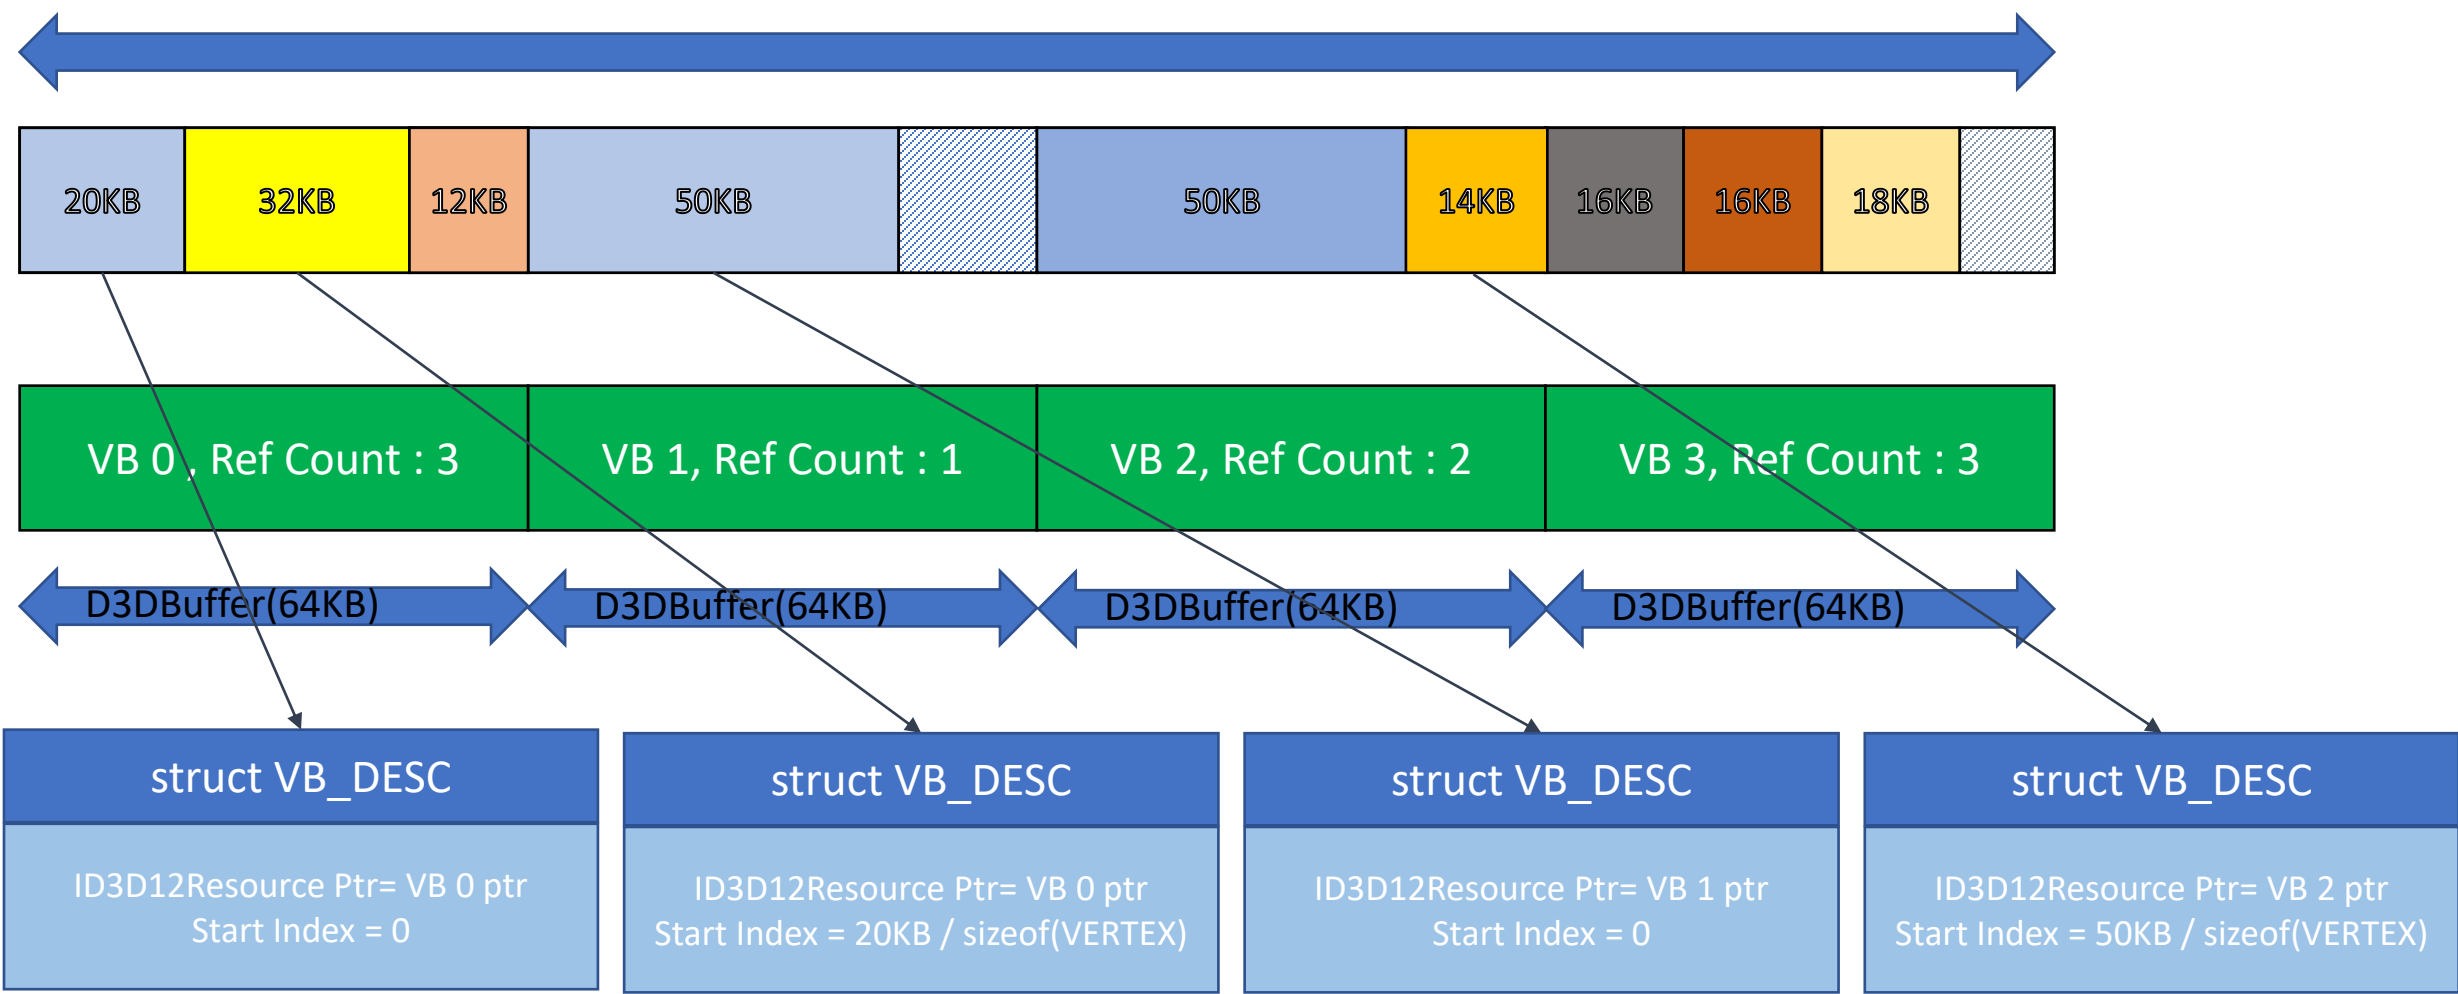 20KB
32KB
12KB
50KB
50KB
14KB
16KB
16KB
18KB
VB 0 , Ref Count : 3
VB 1, Ref Count : 1
VB 2, Ref Count : 2
VB 3, Ref Count : 3
D3DBuffer(64KB)
D3DBuffer(64KB)
D3DBuffer(64KB)
D3DBuffer(64KB)
struct VB_DESC
ID3D12Resource Ptr= VB 0 ptr
Start Index = 0
struct VB_DESC
ID3D12Resource Ptr= VB 0 ptr
Start Index = 20KB / sizeof(VERTEX)
struct VB_DESC
ID3D12Resource Ptr= VB 1 ptr
Start Index = 0
struct VB_DESC
ID3D12Resource Ptr= VB 2 ptr
Start Index = 50KB / sizeof(VERTEX)